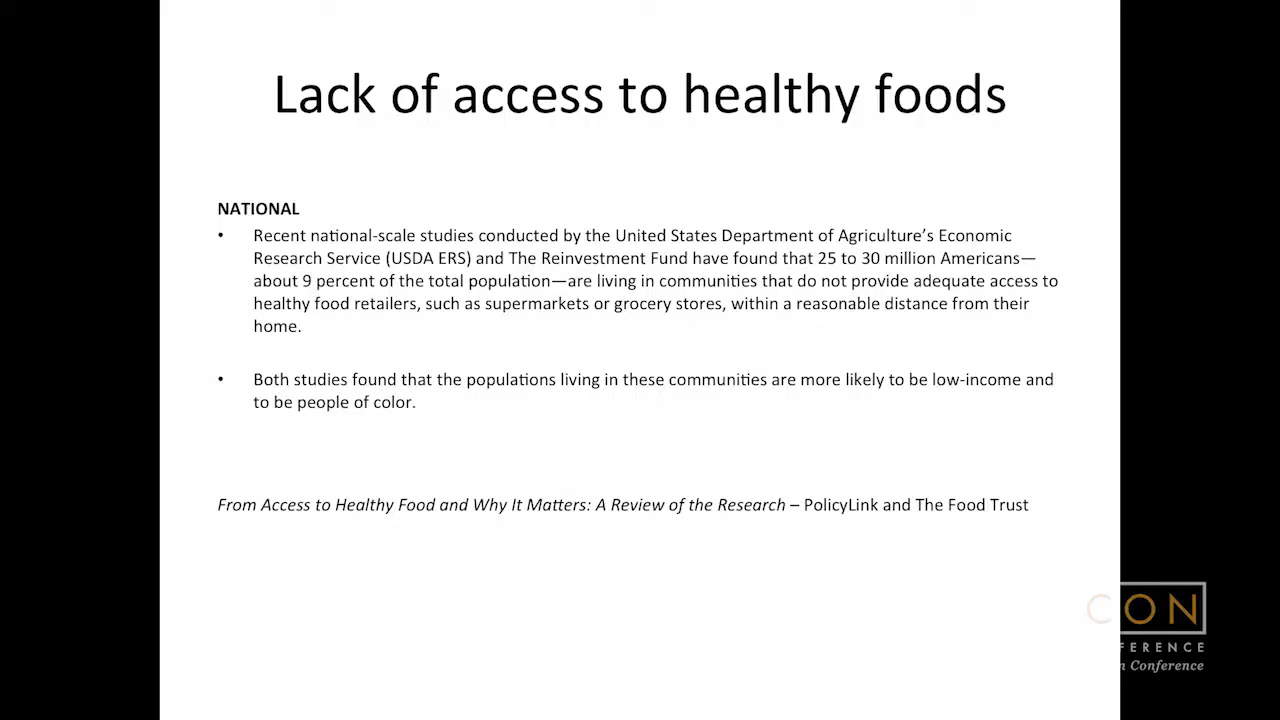 Lack of access to healthy foods
NATIONAL
• Recent national-scale studies conducted by the United States Department of Agriculture’s Economic
Research Service (USDA ERS) and The Reinvestment Fund have found that 25 to 30 million Americans—
about 9 percent of the total population—are living in communities that do not provide adequate access to
healthy food retailers, such as supermarkets or grocery stores, within a reasonable distance from their
home.
• Both studies found that the populations living in these communities are more likely to be low-income and
to be people of color.
From Access to Healthy Food and Why It Matters: A Review of the Research – PolicyLink and The Food Trust
CON
FERENCE
n Conference